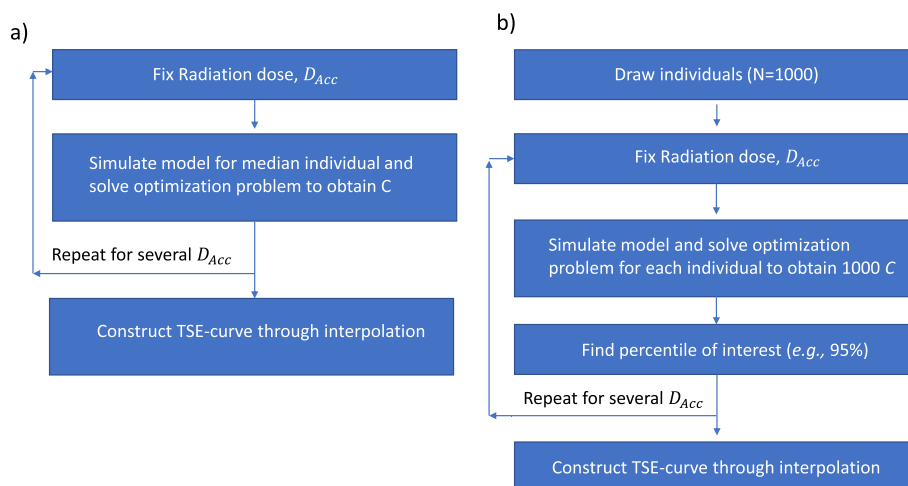 a)
Fix Radiation dose, D_Acc
Simulate model for median individual and
solve optimization problem to obtain C
Repeat for several D_Acc
Construct TSE-curve through interpolation
b)
Draw individuals (N=1000)
Fix Radiation dose, D_Acc
Simulate model and solve optimization
problem for each individual to obtain 1000 C
Find percentile of interest (e.g., 95%)
Repeat for several D_Acc
Construct TSE-curve through interpolation